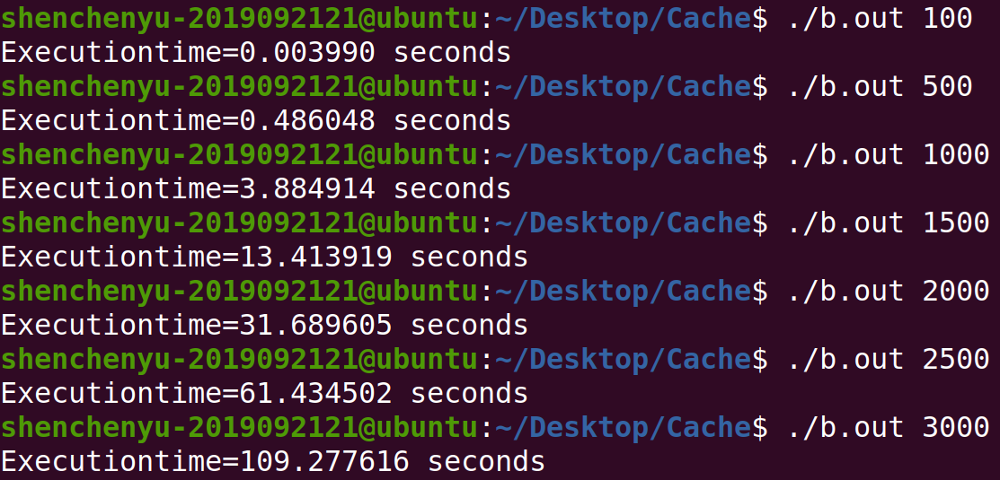 shenchenyu-2019092121@ubuntu:~/Desktop/Cache$ ./b.out 100
Executiontime=0.003990 seconds
shenchenyu-2019092121@ubuntu:~/Desktop/Cache$ ./b.out 500
Executiontime=0.486048 seconds
shenchenyu-2019092121@ubuntu:~/Desktop/Cache$ ./b.out 1000
Executiontime=3.884914 seconds
shenchenyu-2019092121@ubuntu:~/Desktop/Cache$ ./b.out 1500
Executiontime=13.413919 seconds
shenchenyu-2019092121@ubuntu:~/Desktop/Cache$ ./b.out 2000
Executiontime=31.689605 seconds
shenchenyu-2019092121@ubuntu:~/Desktop/Cache$ ./b.out 2500
Executiontime=61.434502 seconds
shenchenyu-2019092121@ubuntu:~/Desktop/Cache$ ./b.out 3000
Executiontime=109.277616 seconds